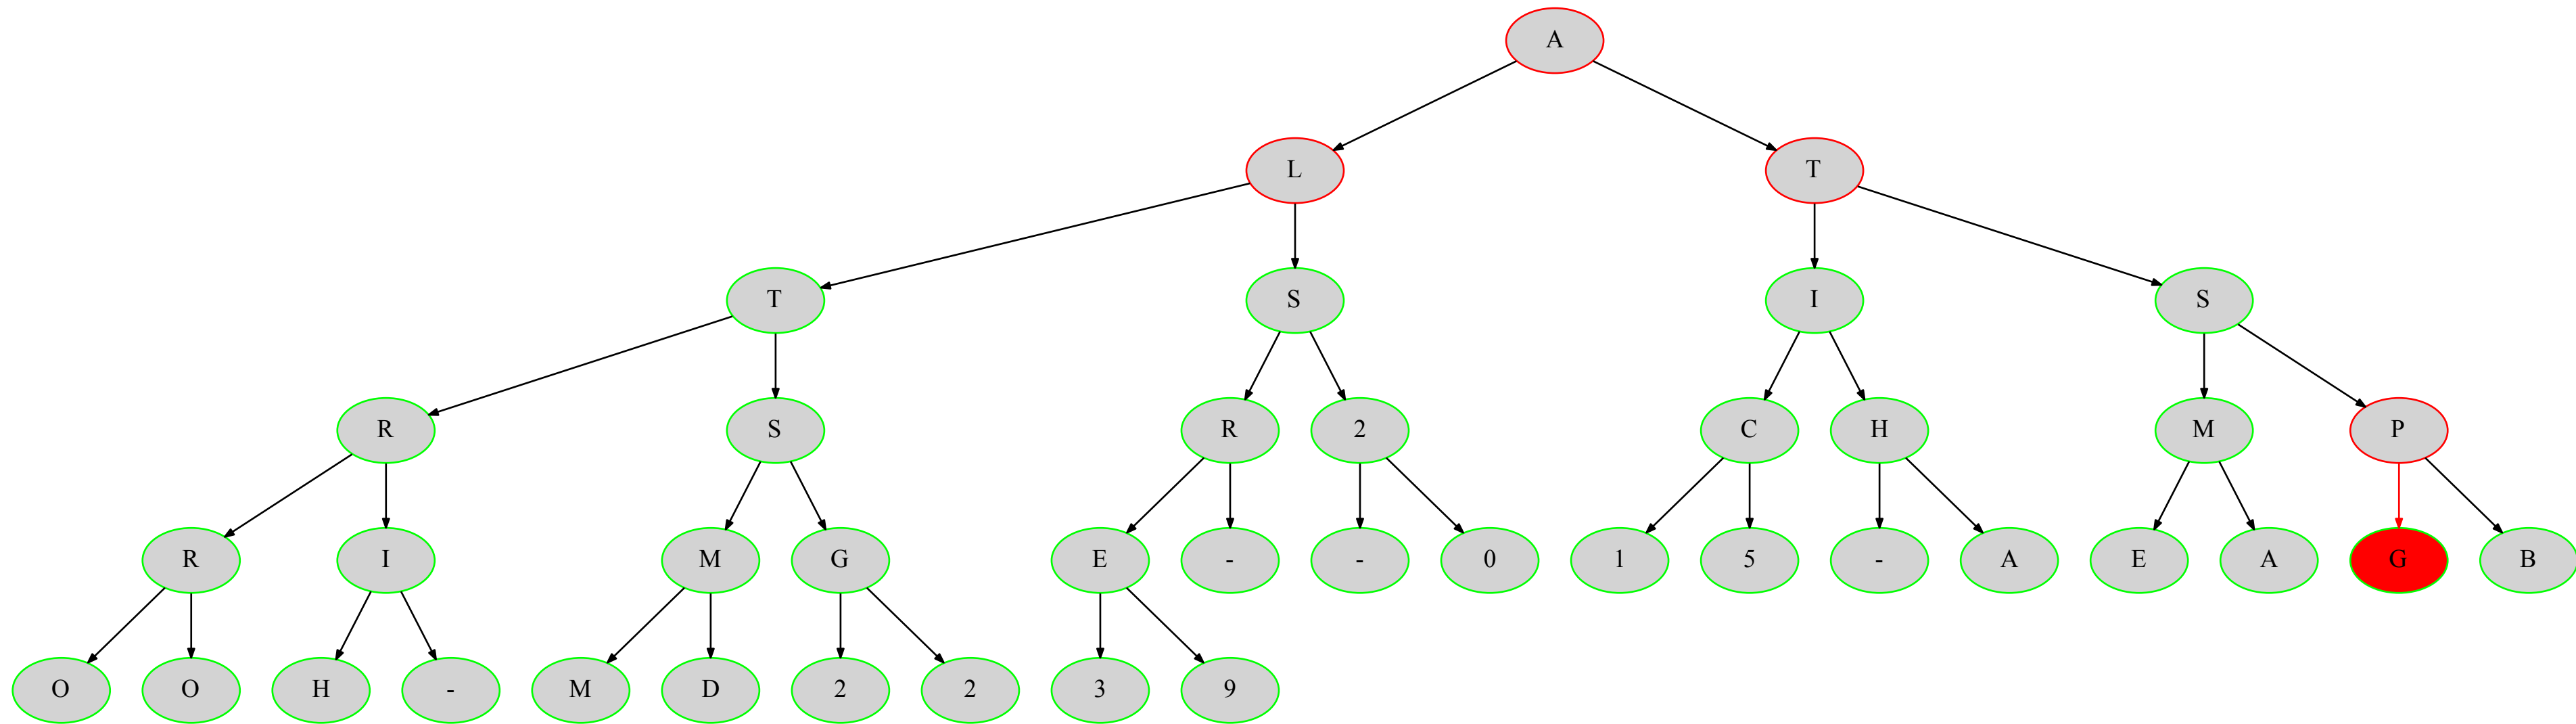 A
L T
T S I S
R S R 2 C H M P
R I M G E - - 0 1 5 - A E A G B
O O H - M D 2 2 3 9